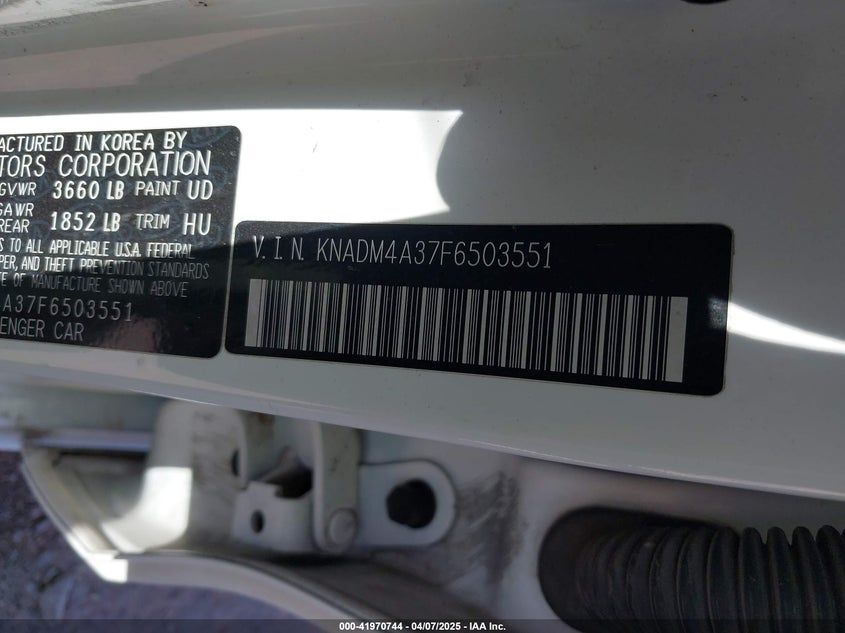 ACTURED IN KOREA BY
TORS CORPORATION
GVWR 3660 LB PAINT UD
GAWR
REAR 1852 LB TRIM HU
S TO ALL APPLICABLE U.S.A. FEDERAL
PER, AND THEFT PREVENTION STANDARDS
TE OF MANUFACTURE SHOWN ABOVE
A37F6503551
ENGER CAR
V. I N. KNADM4A37F6503551
000-41970744 | 04/07/2025 | IAA Inc.